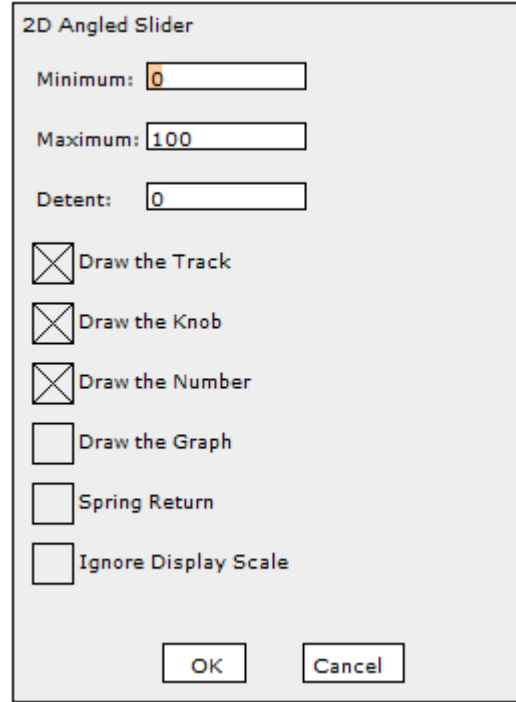 2D Angled Slider
Minimum: 0
Maximum: 100
Detent: 0
Draw the Track
Draw the Knob
Draw the Number
Draw the Graph
Spring Return
Ignore Display Scale
OK Cancel